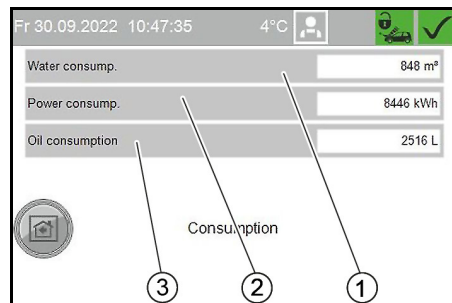 Fr 30.09.2022 10:47:35 4°C
Water consump. 848 m³
Power consump. 8446 kWh
Oil consumption 2516 L
Consumption
3 2 1